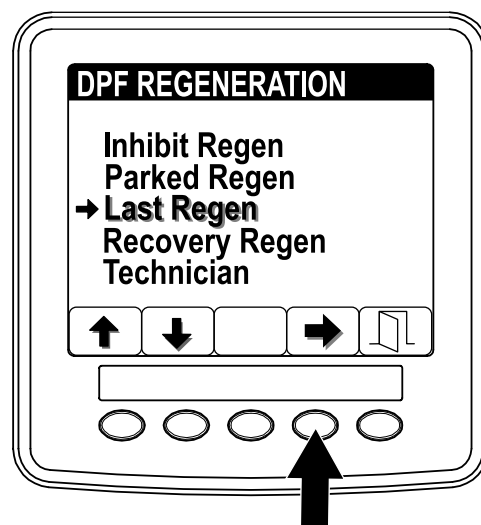 DPF REGENERATION
Inhibit Regen
Parked Regen
Last Regen
Recovery Regen
Technician